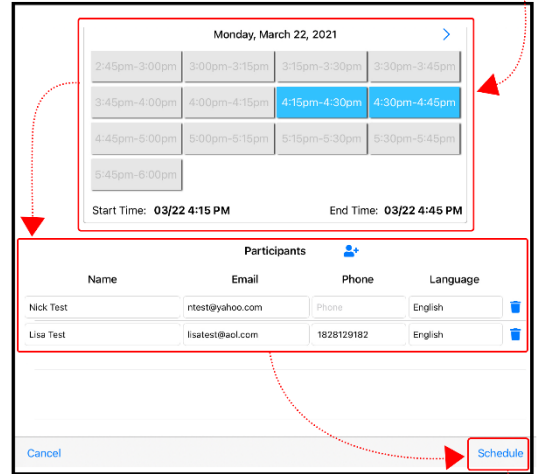 Monday, March 22, 2021
2:45pm-3:00pm 3:00pm-3:15pm 3:15pm-3:30pm 3:30pm-3:45pm
3:45pm-4:00pm 4:00pm-4:15pm 4:15pm-4:30pm 4:30pm-4:45pm
4:45pm-5:00pm 5:00pm-5:15pm 5:15pm-5:30pm 5:30pm-5:45pm
5:45pm-6:00pm
Start Time: 03/22 4:15 PM End Time: 03/22 4:45 PM
Participants
Name Email Phone Language
Nick Test ntest@yahoo.com Phone English
Lisa Test lisatest@aol.com 1828129182 English
Cancel Schedule